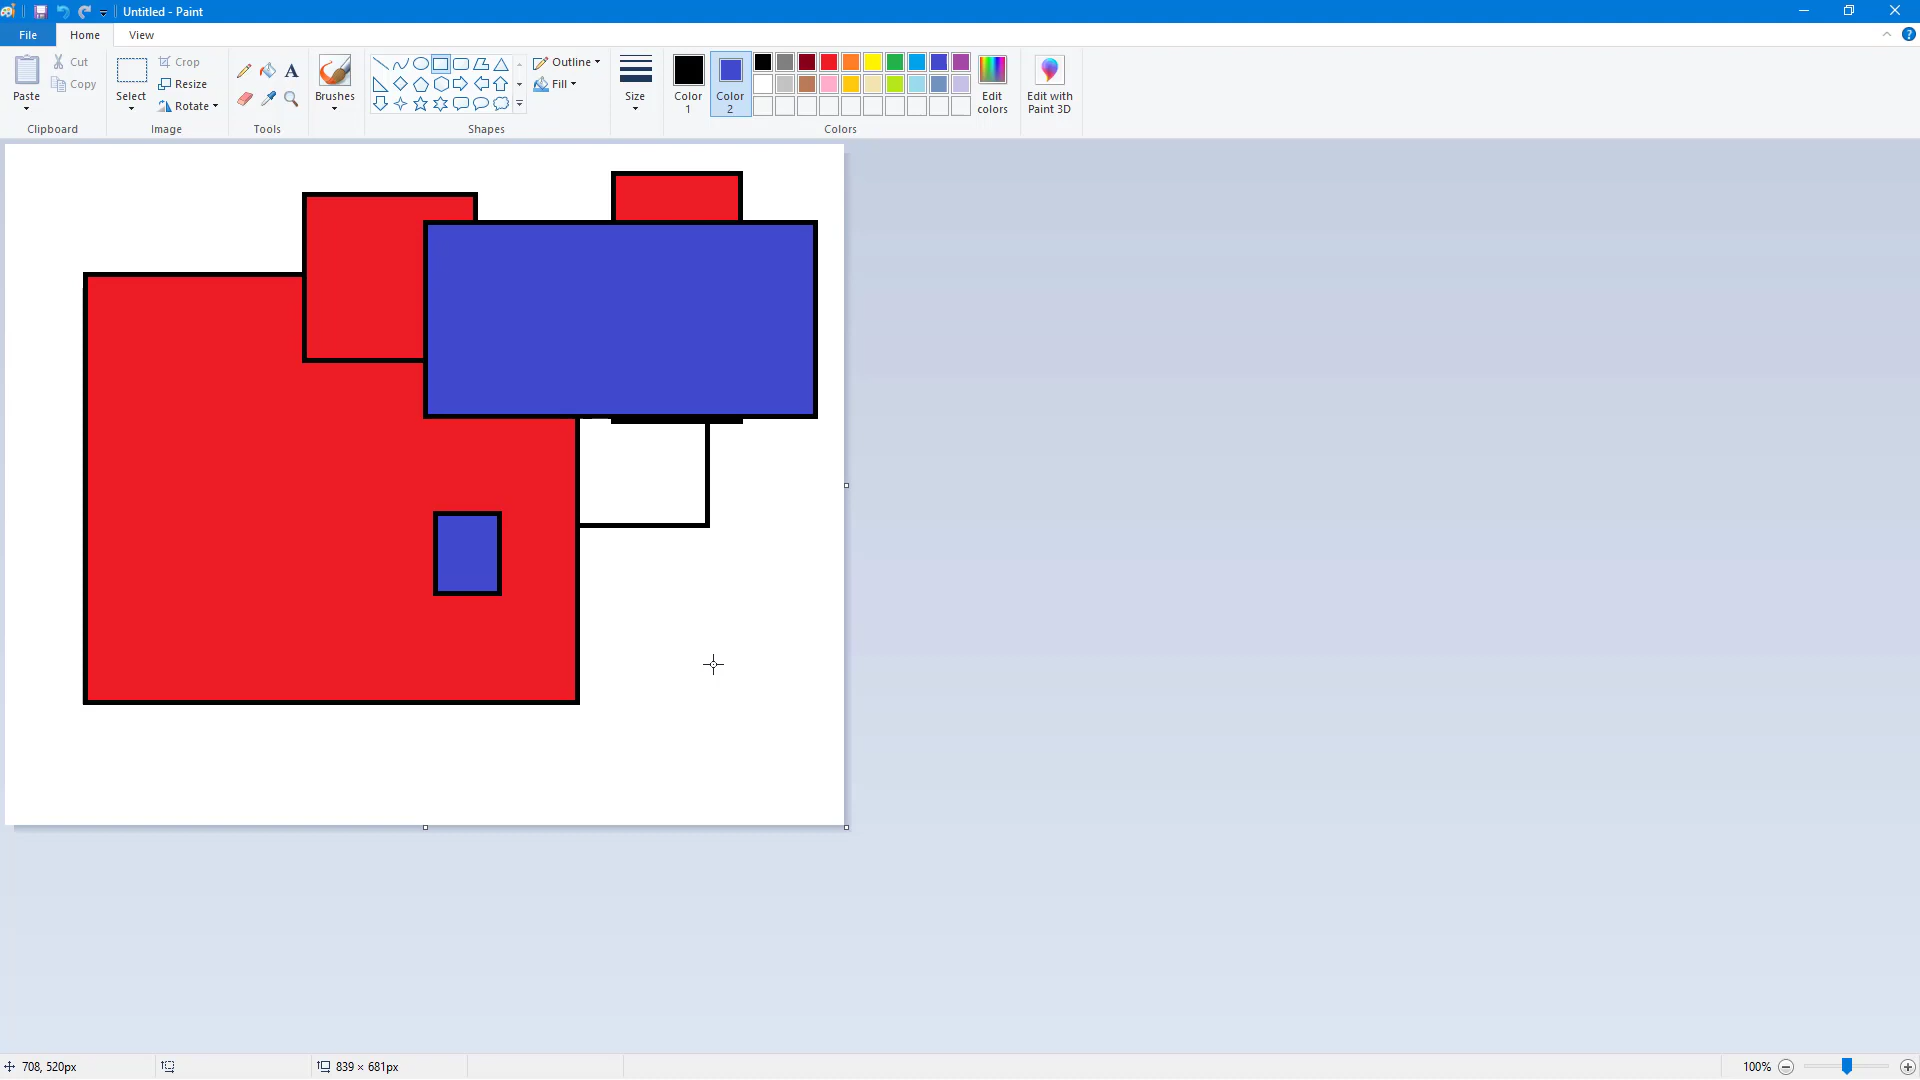 Untitled - Paint
File Home View
Paste Cut Copy Select Crop Resize Rotate A Brushes Outline Fill Size Color 1 Color 2 Edit colors Edit with Paint 3D
Clipboard Image Tools Shapes Colors
708, 520px 839 × 681px 100%